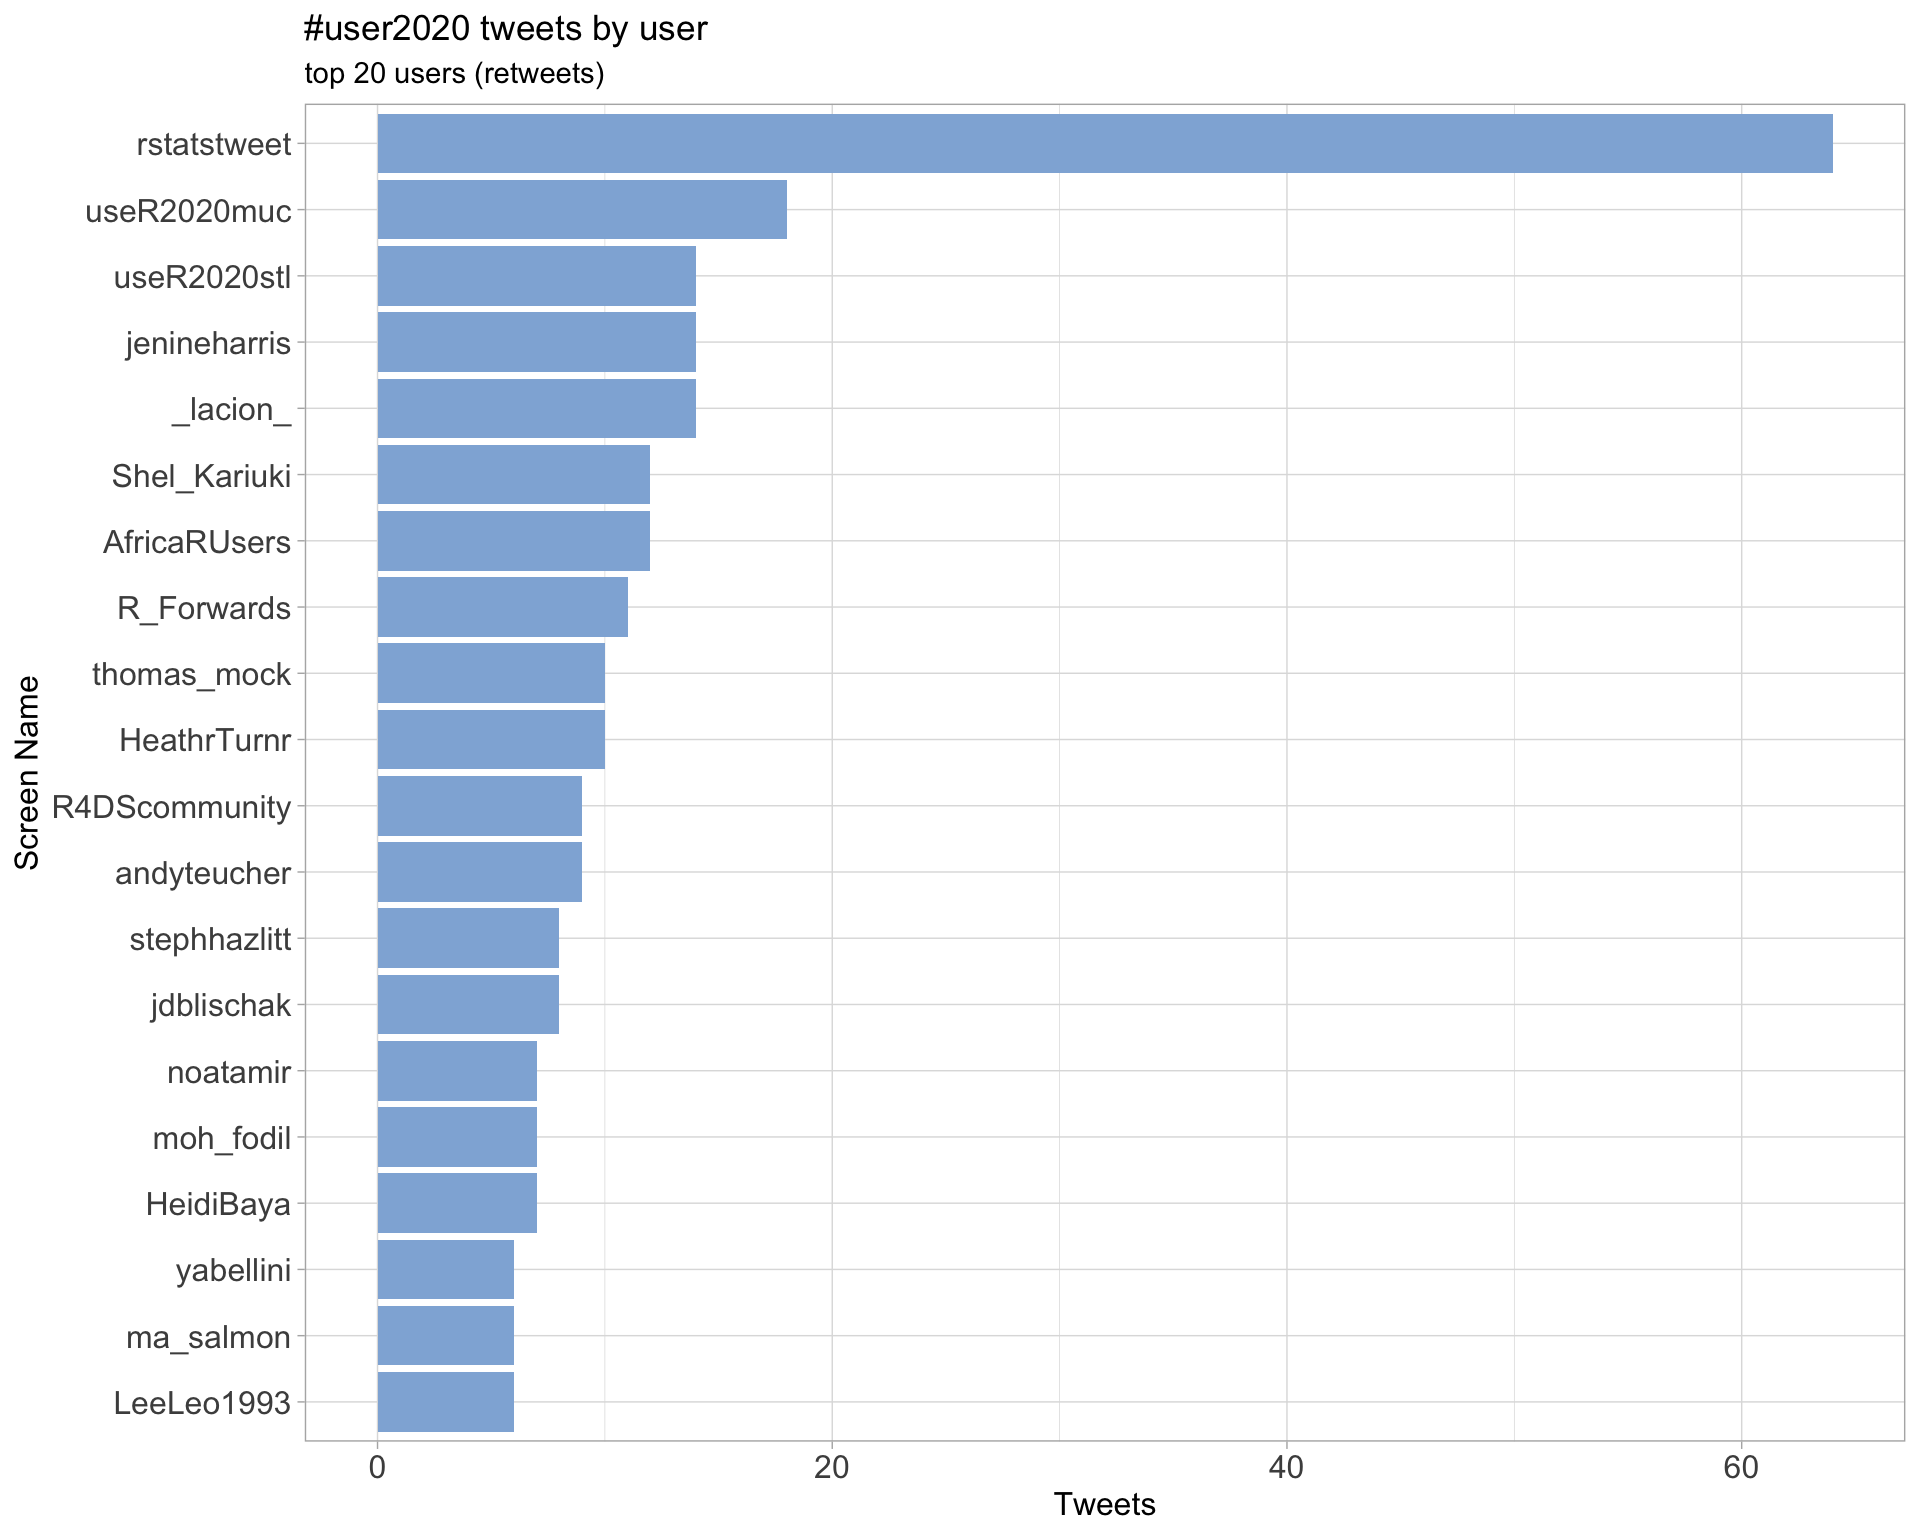 #user2020 tweets by user
top 20 users (retweets)
Screen Name
rstatstweet
useR2020muc
useR2020stl
jenineharris
_lacion_
Shel_Kariuki
AfricaRUsers
R_Forwards
thomas_mock
HeathrTurnr
R4DScommunity
andyteucher
stephhazlitt
jdblischak
noatamir
moh_fodil
HeidiBaya
yabellini
ma_salmon
LeeLeo1993
0 20 40 60
Tweets